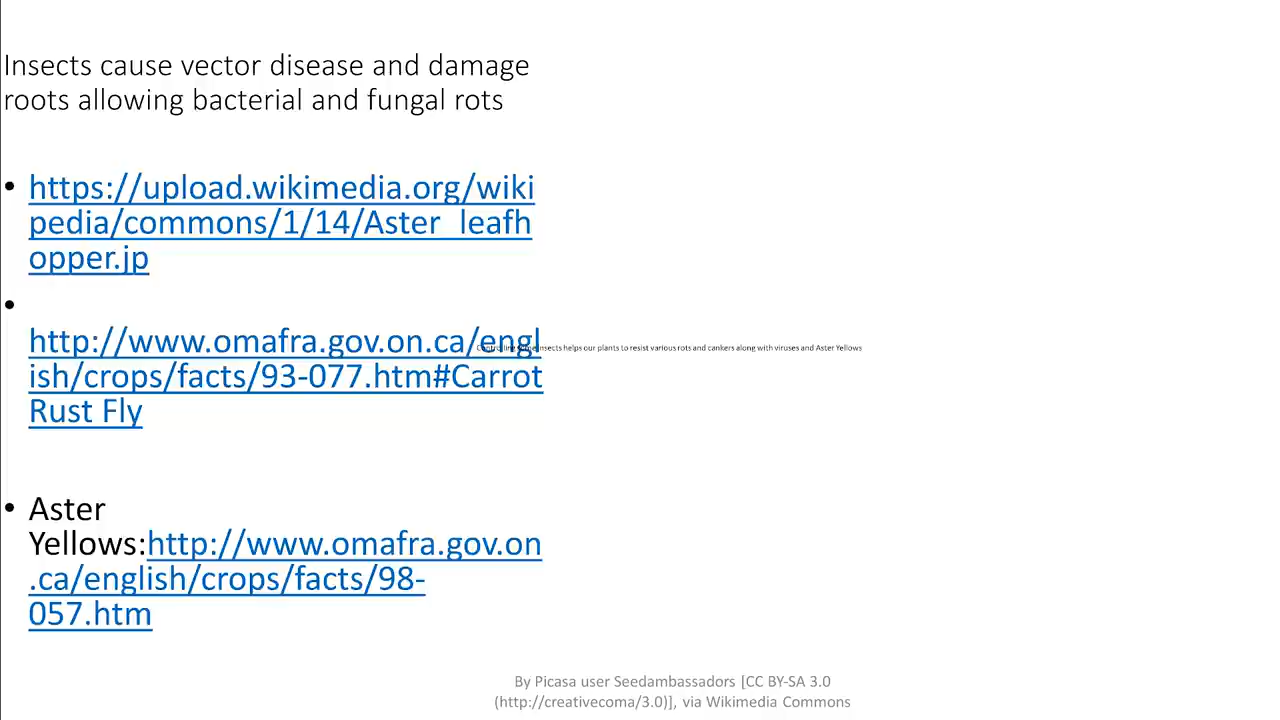 Insects cause vector disease and damage
roots allowing bacterial and fungal rots
• https://upload.wikimedia.org/wiki
pedia/commons/1/14/Aster_leafh
opper.jp
•
http://www.omafra.gov.on.ca/engl
ish/crops/facts/93-077.htm#Carrot
Rust Fly
insects helps our plants to resist various rots and cankers along with viruses and Aster Yellows
• Aster
Yellows:http://www.omafra.gov.on
.ca/english/crops/facts/98-
057.htm
By Picasa user Seedambassadors [CC BY-SA 3.0
(http://creativecoma/3.0)], via Wikimedia Commons